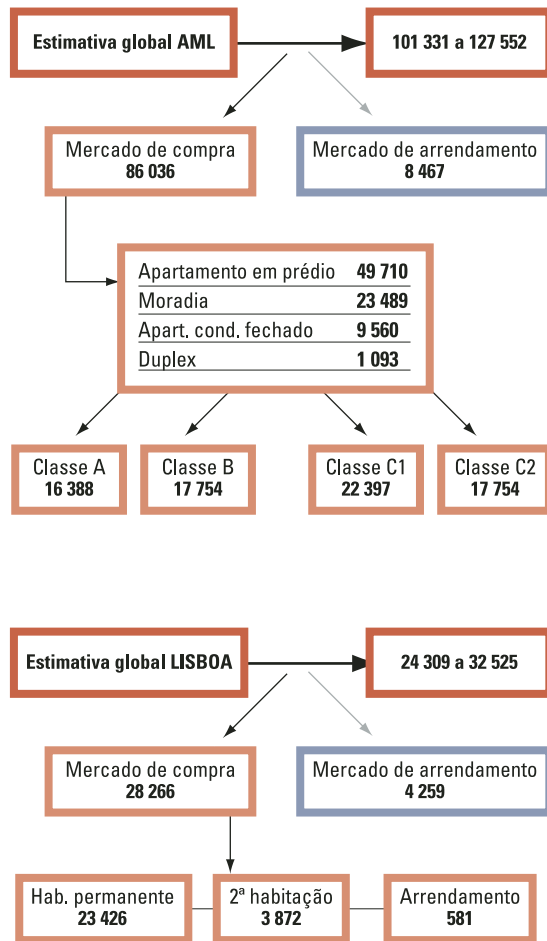 Estimativa global AML
101 331 a 127 552
Mercado de compra
86 036
Mercado de arrendamento
8 467
Apartamento em prédio 49 710
Moradia 23 489
Apart. cond. fechado 9 560
Duplex 1 093
Classe A
16 388
Classe B
17 754
Classe C1
22 397
Classe C2
17 754
Estimativa global LISBOA
24 309 a 32 525
Mercado de compra
28 266
Mercado de arrendamento
4 259
Hab. permanente
23 426
2ª habitação
3 872
Arrendamento
581